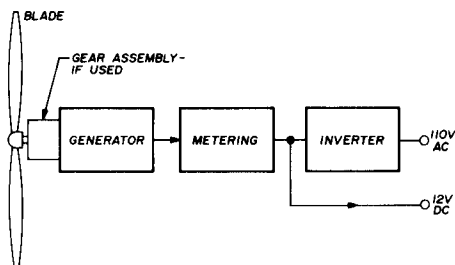 BLADE
GEAR ASSEMBLY-
IF USED
GENERATOR
METERING
INVERTER
110V
AC
12V
DC